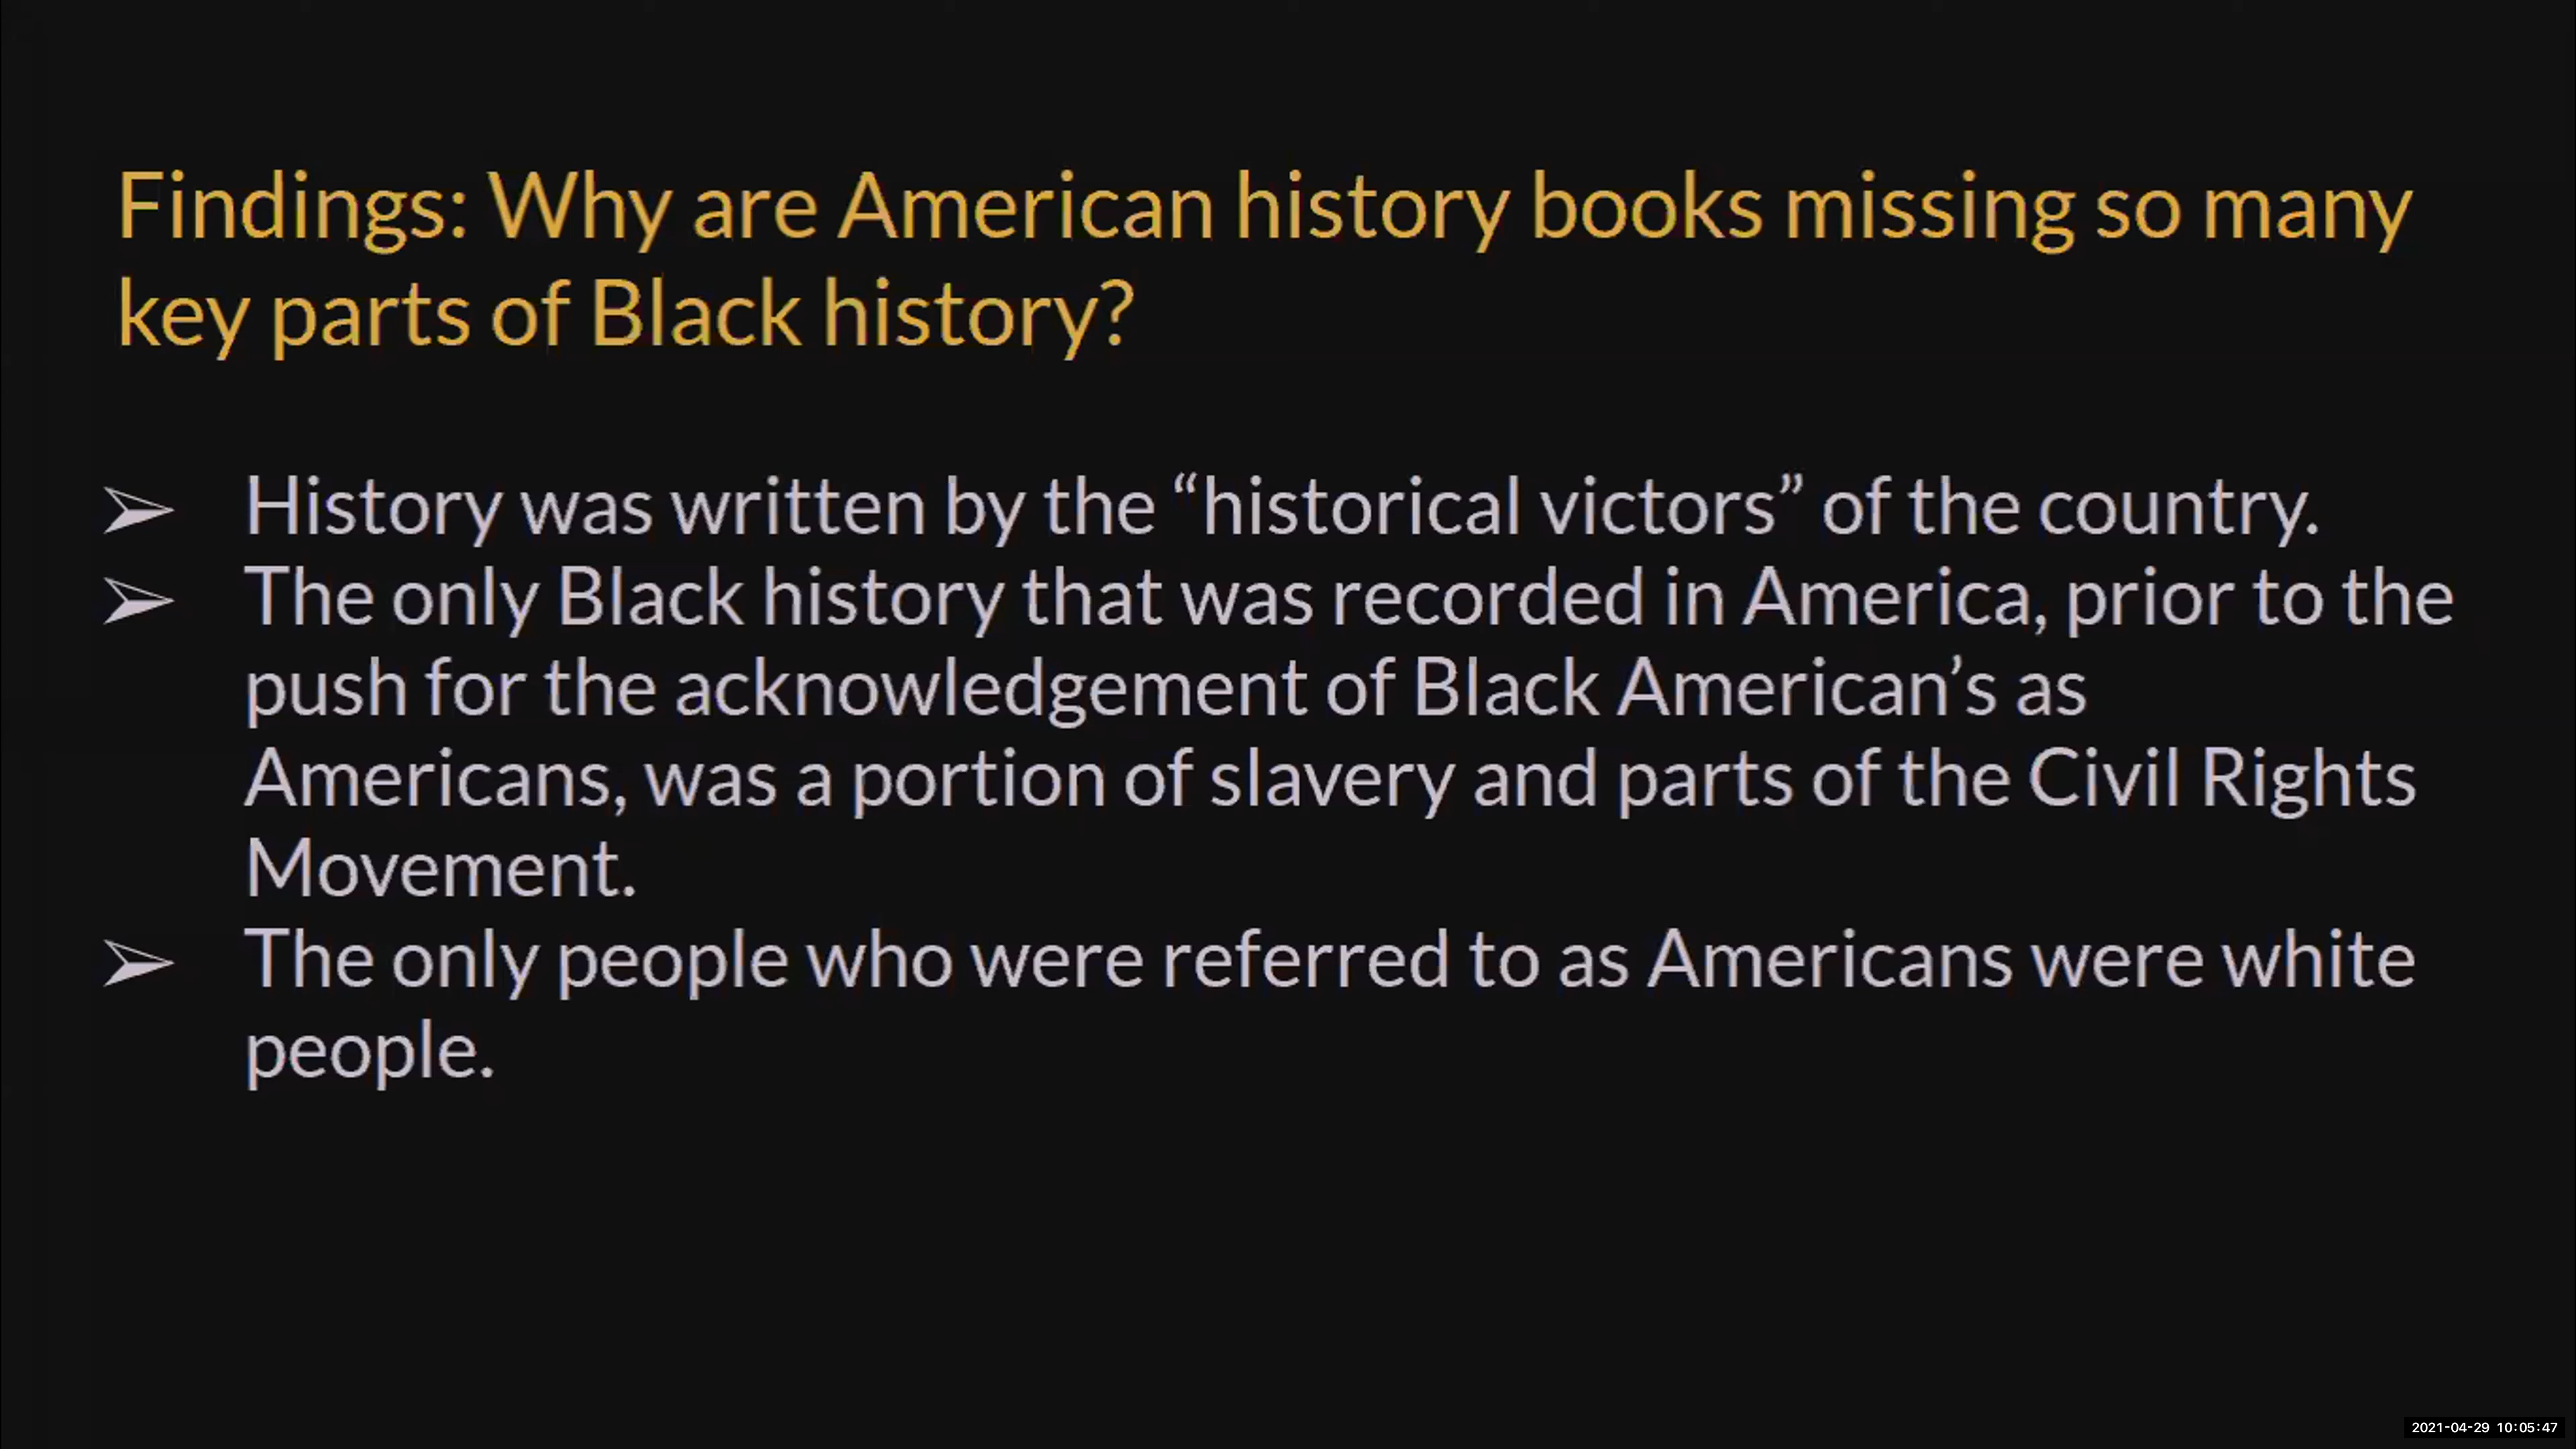 Findings: Why are American history books missing so many
key parts of Black history?
➢ History was written by the “historical victors” of the country.
➢ The only Black history that was recorded in America, prior to the
push for the acknowledgement of Black American’s as
Americans, was a portion of slavery and parts of the Civil Rights
Movement.
➢ The only people who were referred to as Americans were white
people.
2021-04-29 10:05:47